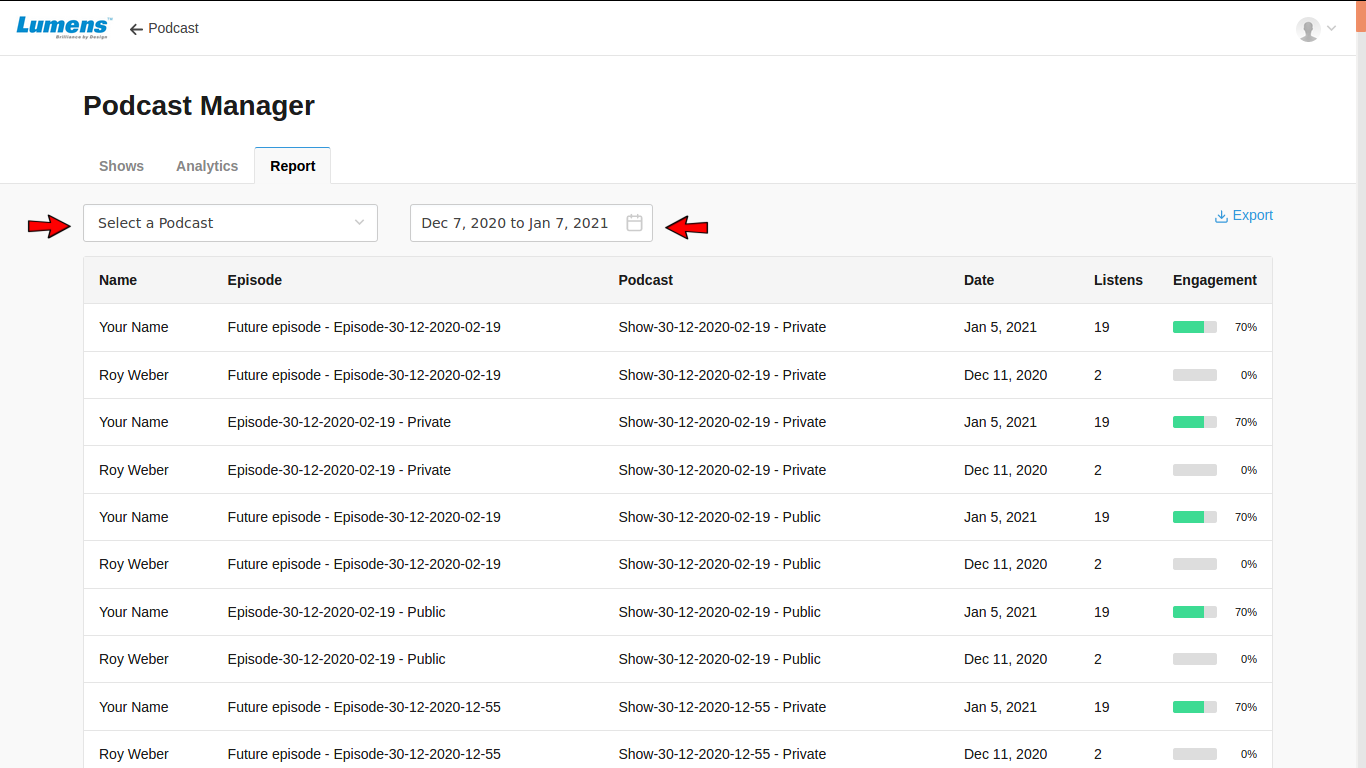 Lumens™
Brilliance by Design
Podcast
Podcast Manager
Shows Analytics Report
Select a Podcast Dec 7, 2020 to Jan 7, 2021 Export
Name Episode Podcast Date Listens Engagement
Your Name Future episode - Episode-30-12-2020-02-19 Show-30-12-2020-02-19 - Private Jan 5, 2021 19 70%
Roy Weber Future episode - Episode-30-12-2020-02-19 Show-30-12-2020-02-19 - Private Dec 11, 2020 2 0%
Your Name Episode-30-12-2020-02-19 - Private Show-30-12-2020-02-19 - Private Jan 5, 2021 19 70%
Roy Weber Episode-30-12-2020-02-19 - Private Show-30-12-2020-02-19 - Private Dec 11, 2020 2 0%
Your Name Future episode - Episode-30-12-2020-02-19 Show-30-12-2020-02-19 - Public Jan 5, 2021 19 70%
Roy Weber Future episode - Episode-30-12-2020-02-19 Show-30-12-2020-02-19 - Public Dec 11, 2020 2 0%
Your Name Episode-30-12-2020-02-19 - Public Show-30-12-2020-02-19 - Public Jan 5, 2021 19 70%
Roy Weber Episode-30-12-2020-02-19 - Public Show-30-12-2020-02-19 - Public Dec 11, 2020 2 0%
Your Name Future episode - Episode-30-12-2020-12-55 Show-30-12-2020-12-55 - Private Jan 5, 2021 19 70%
Roy Weber Future episode - Episode-30-12-2020-12-55 Show-30-12-2020-12-55 - Private Dec 11, 2020 2 0%